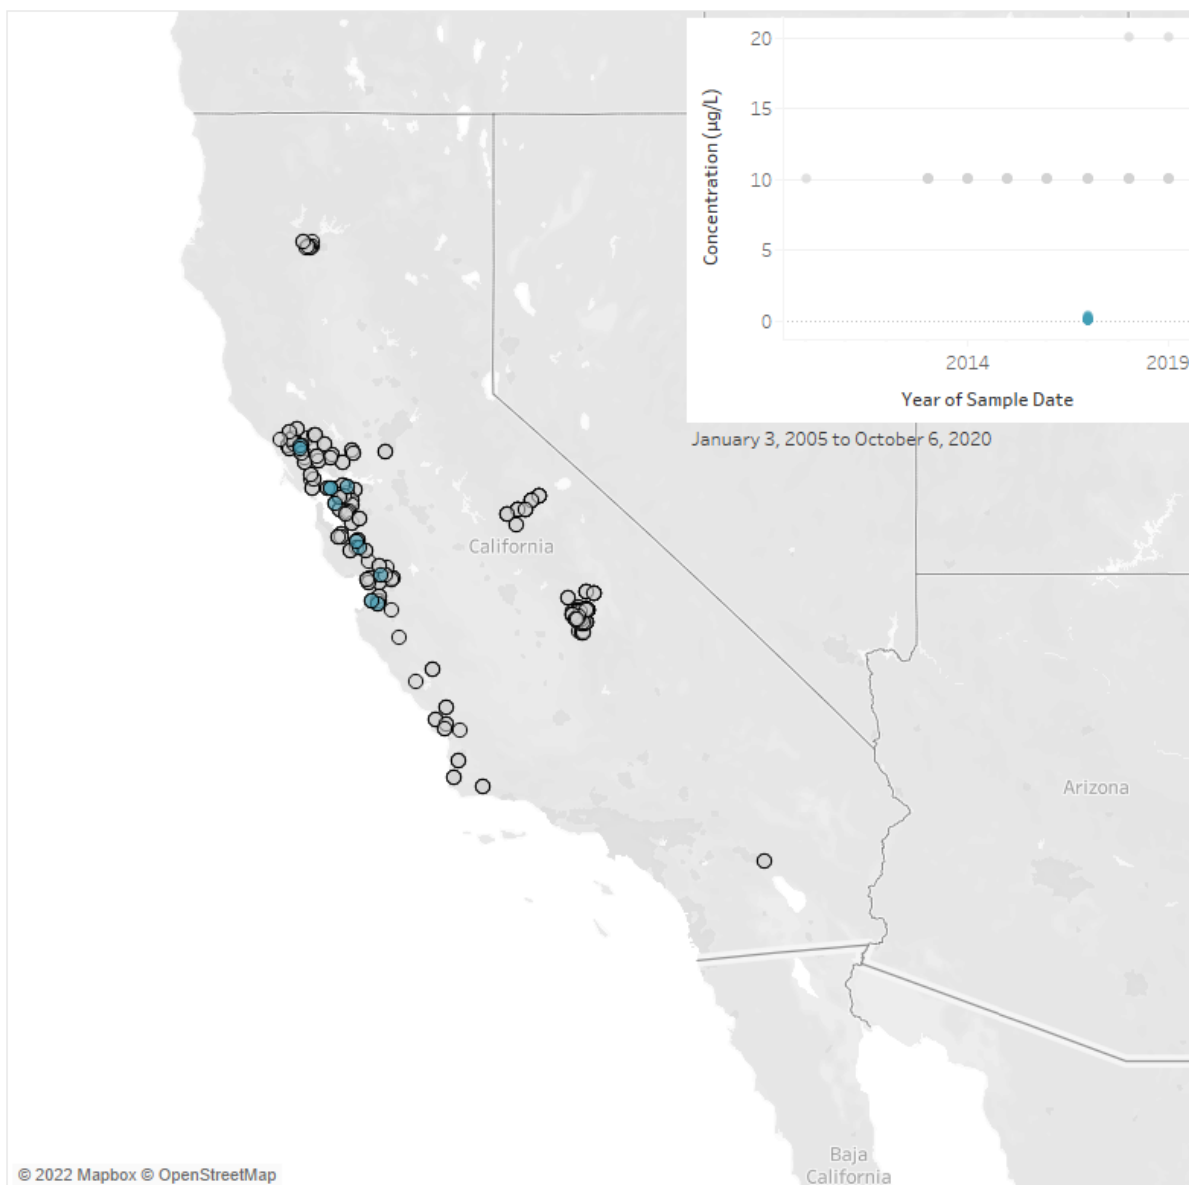 20
15
10
5
0
Concentration (µg/L)
2014
2019
Year of Sample Date
January 3, 2005 to October 6, 2020
California
Arizona
Baja
California
© 2022 Mapbox © OpenStreetMap